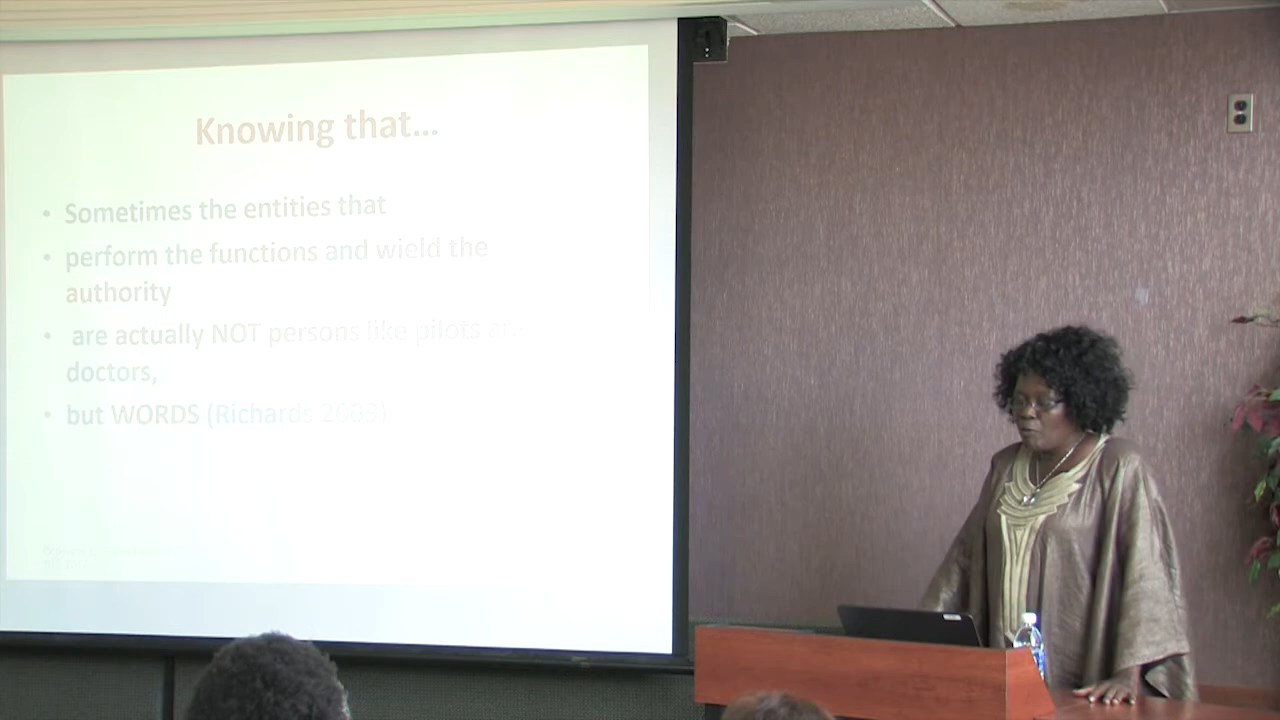 Knowing that...
• Sometimes the entities that
• perform the functions and wield the
authority
• are actually NOT persons like pilots
doctors,
• but WORDS (Richards 2009)